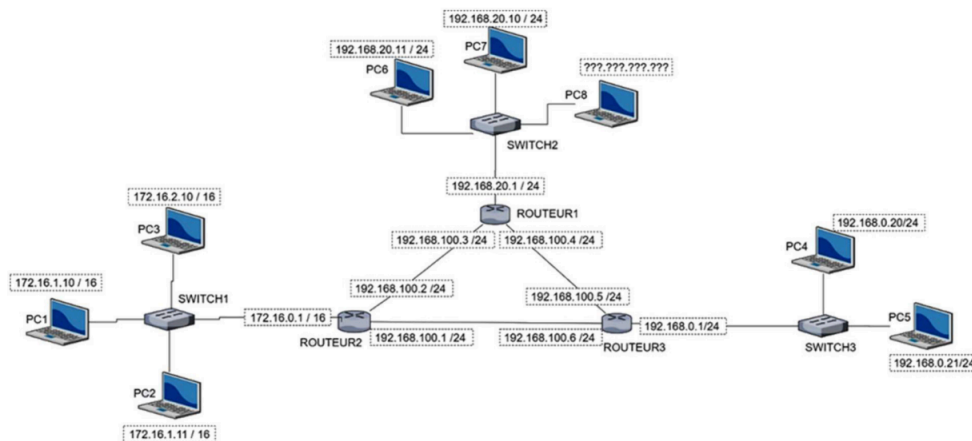 192.168.20.10 / 24
PC7
192.168.20.11 / 24
PC6
???.???.???.???
PC8
SWITCH2
192.168.20.1 / 24
ROUTEUR1
172.16.2.10 / 16
PC3
192.168.100.3 /24
192.168.100.4 /24
192.168.0.20/24
PC4
172.16.1.10 / 16
PC1
SWITCH1
192.168.100.2 /24
192.168.100.5 /24
172.16.0.1 / 16
ROUTEUR2
192.168.100.1 /24
192.168.100.6 /24
ROUTEUR3
192.168.0.1/24
SWITCH3
PC5
192.168.0.21/24
PC2
172.16.1.11 / 16